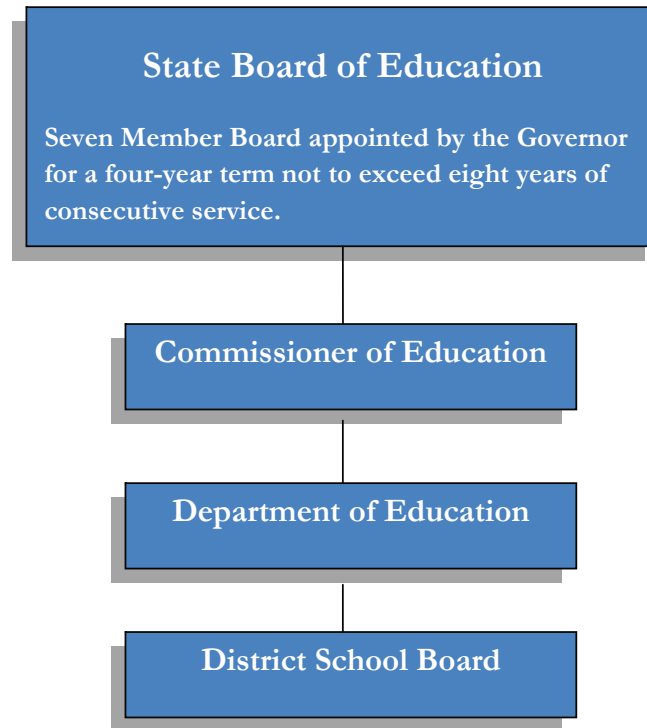 State Board of Education
Seven Member Board appointed by the Governor
for a four-year term not to exceed eight years of
consecutive service.
Commissioner of Education
Department of Education
District School Board